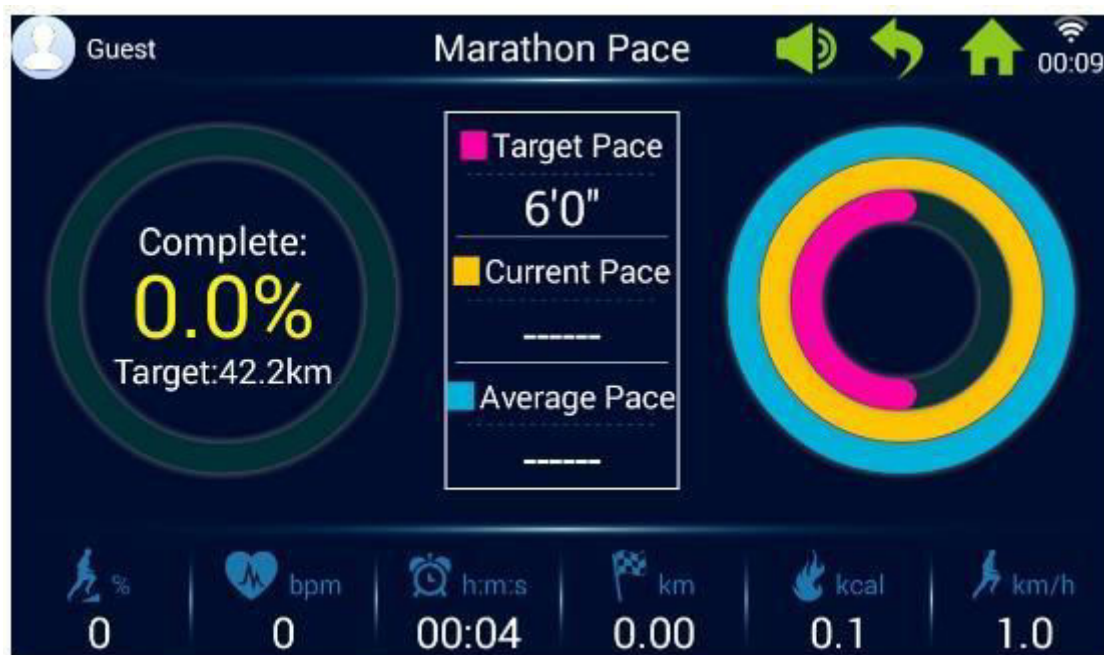 Guest
Marathon Pace
00:09
Complete:
0.0%
Target:42.2km
Target Pace
6'0"
Current Pace
------
Average Pace
------
% bpm h:m:s km kcal km/h
0 0 00:04 0.00 0.1 1.0